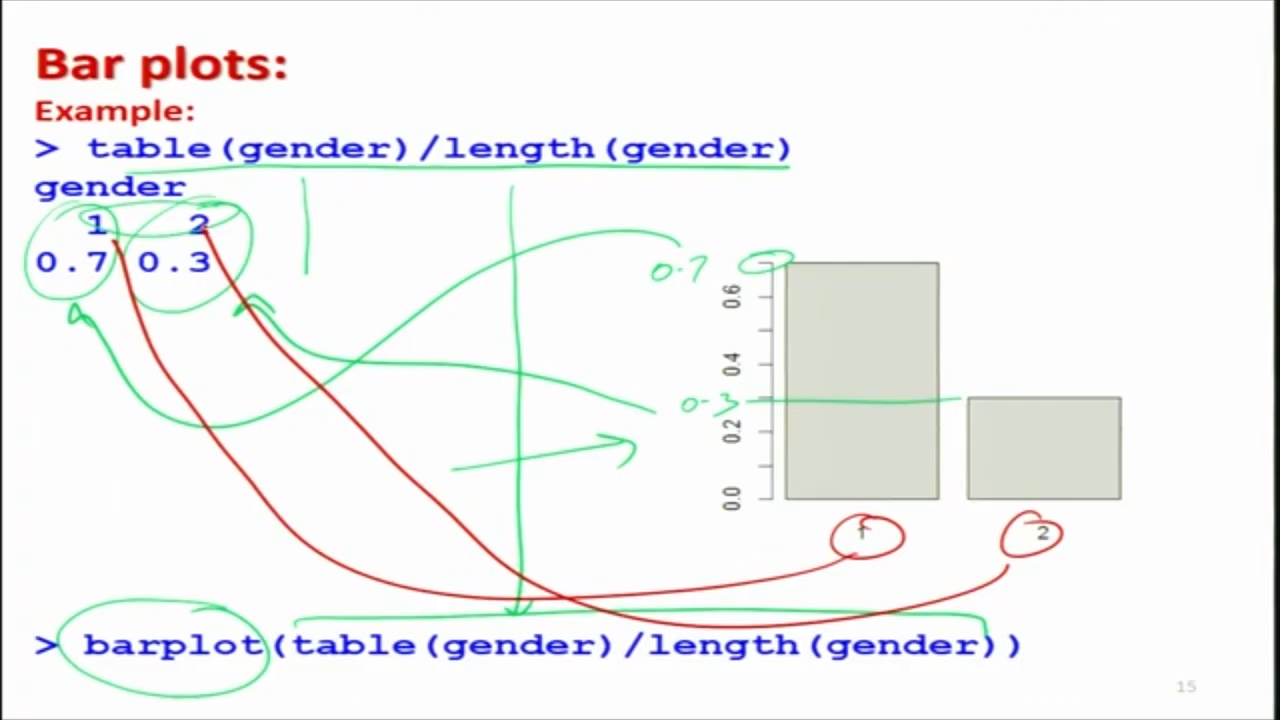 Bar plots:
Example:
> table(gender)/length(gender)
gender
1 2
0.7 0.3
0.7
0.6
0.4
0.3
0.2
0.0
1 2
> barplot(table(gender)/length(gender))
15